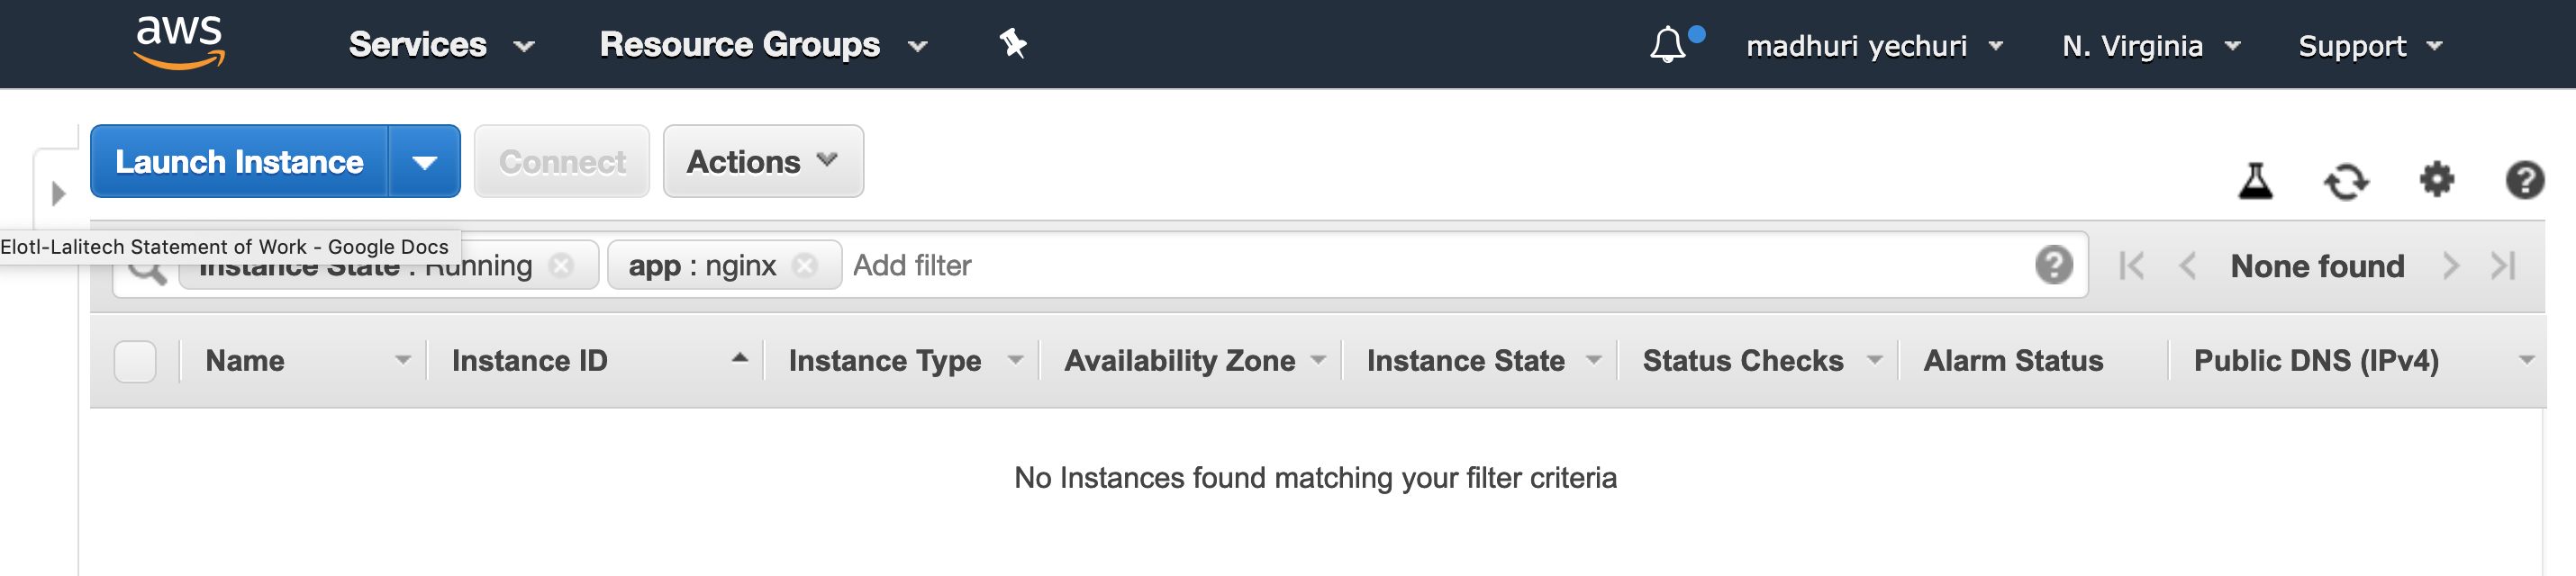 aws Services Resource Groups madhuri yechuri N. Virginia Support
Launch Instance Connect Actions
Elotl-Lalitech Statement of Work - Google Docs
Instance State : Running app : nginx Add filter None found
Name Instance ID Instance Type Availability Zone Instance State Status Checks Alarm Status Public DNS (IPv4)
No Instances found matching your filter criteria